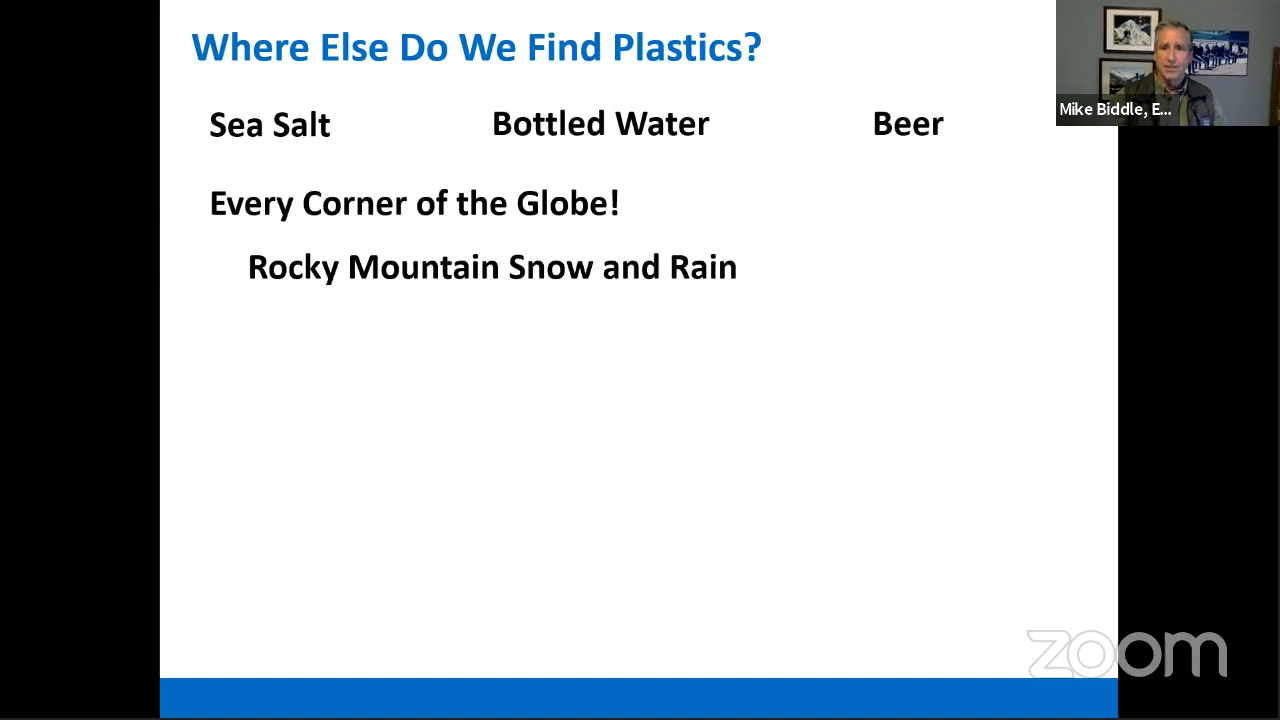 Where Else Do We Find Plastics?
Mike Biddle, E...
Sea Salt Bottled Water Beer
Every Corner of the Globe!
Rocky Mountain Snow and Rain
zoom